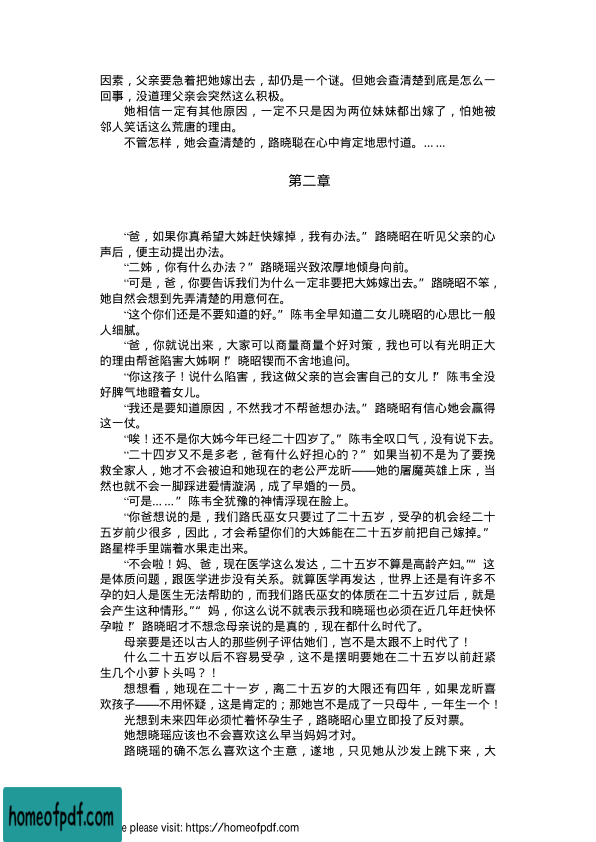 因素，父亲要急着把她嫁出去，却仍是一个谜。但她会查清楚到底是怎么一
回事，没道理父亲会突然这么积极。
她相信一定有其他原因，一定不只是因为两位妹妹都出嫁了，怕她被
邻人笑话这么荒唐的理由。
不管怎样，她会查清楚的，路晓聪在心中肯定地思忖道。……
第二章
“爸，如果你真希望大姊赶快嫁掉，我有办法。”路晓昭在听见父亲的心
声后，便主动提出办法。
“二姊，你有什么办法？”路晓瑶兴致浓厚地倾身向前。
“可是，爸，你要告诉我们为什么一定非要把大姊嫁出去。”路晓昭不笨，
她自然会想到先弄清楚的用意何在。
“这个你们还是不要知道的好。”陈韦全早知道二女儿晓昭的心思比一般
人细腻。
“爸，你就说出来，大家可以商量商量个好对策，我也可以有光明正大
的理由帮爸陷害大姊啊！”晓昭锲而不舍地追问。
“你这孩子！说什么陷害，我这做父亲的岂会害自己的女儿！”陈韦全没
好脾气地瞪着女儿。
“我还是要知道原因，不然我才不帮爸想办法。”路晓昭有信心她会赢得
这一仗。
“唉！还不是你大姊今年已经二十四岁了。”陈韦全叹口气，没有说下去。
“二十四岁又不是多老，爸有什么好担心的？”如果当初不是为了要挽
救全家人，她才不会被迫和她现在的老公严龙昕——她的屠魔英雄上床，当
然也就不会一脚踩进爱情漩涡，成了早婚的一员。
“可是……”陈韦全犹豫的神情浮现在脸上。
“你爸想说的是，我们路氏巫女只要过了二十五岁，受孕的机会经二十
五岁前少很多，因此，才会希望你们的大姊能在二十五岁前把自己嫁掉。”
路星桦手里端着水果走出来。
“不会啦！妈、爸，现在医学这么发达，二十五岁不算是高龄产妇。”“这
是体质问题，跟医学进步没有关系。就算医学再发达，世界上还是有许多不
孕的妇人是医生无法帮助的，而我们路氏巫女的体质在二十五岁过后，就是
会产生这种情形。”“妈，你这么说不就表示我和晓瑶也必须在近几年赶快怀
孕啦！”路晓昭才不想念母亲说的是真的，现在都什么时代了。
母亲要是还以古人的那些例子评估她们，岂不是太跟不上时代了！
什么二十五岁以后不容易受孕，这不是摆明要她在二十五岁以前赶紧
生几个小萝卜头吗？！
想想看，她现在二十一岁，离二十五岁的大限还有四年，如果龙昕喜
欢孩子——不用怀疑，这是肯定的；那她岂不是成了一只母牛，一年生一个！
光想到未来四年必须忙着怀孕生子，路晓昭心里立即投了反对票。
她想晓瑶应该也不会喜欢这么早当妈妈才对。
路晓瑶的确不怎么喜欢这个主意，遂地，只见她从沙发上跳下来，大
homeofpdf.com
e please visit: https://homeofpdf.com